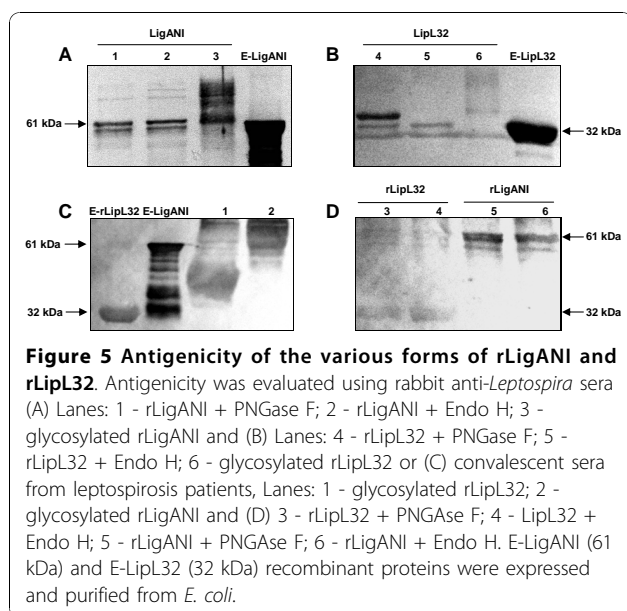 LigANI
LipL32
A
1 2 3 E-LigANI
B
4 5 6 E-LipL32
61 kDa
32 kDa
C
E-rLipL32 E-LigANI 1 2
D
rLipL32 rLigANI
3 4 5 6
61 kDa
61 kDa
32 kDa
32 kDa
Figure 5 Antigenicity of the various forms of rLigANI and
rLipL32. Antigenicity was evaluated using rabbit anti-Leptospira sera
(A) Lanes: 1 - rLigANI + PNGase F; 2 - rLigANI + Endo H; 3 -
glycosylated rLigANI and (B) Lanes: 4 - rLipL32 + PNGase F; 5 -
rLipL32 + Endo H; 6 - glycosylated rLipL32 or (C) convalescent sera
from leptospirosis patients, Lanes: 1 - glycosylated rLipL32; 2 -
glycosylated rLigANI and (D) 3 - rLipL32 + PNGAse F; 4 - LipL32 +
Endo H; 5 - rLigANI + PNGAse F; 6 - rLigANI + Endo H. E-LigANI (61
kDa) and E-LipL32 (32 kDa) recombinant proteins were expressed
and purified from E. coli.